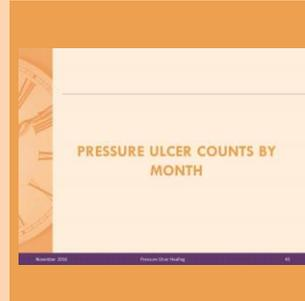 PRESSURE ULCER COUNTS BY
MONTH
November 2016 Pressure Ulcer Healing 45